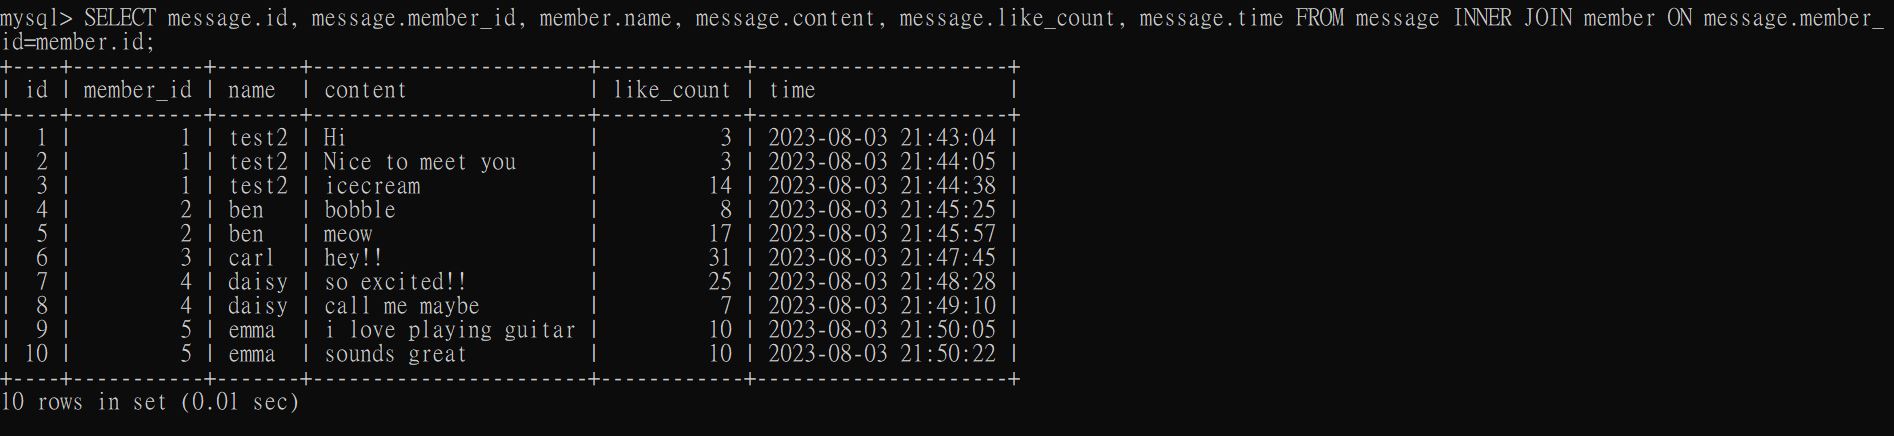 mysql> SELECT message.id, message.member_id, member.name, message.content, message.like_count, message.time FROM message INNER JOIN member ON message.member_
id=member.id;
+----+-----------+-------+-----------------------+------------+---------------------+
| id | member_id | name  | content               | like_count | time                |
+----+-----------+-------+-----------------------+------------+---------------------+
|  1 |         1 | test2 | Hi                    |          3 | 2023-08-03 21:43:04 |
|  2 |         1 | test2 | Nice to meet you      |          3 | 2023-08-03 21:44:05 |
|  3 |         1 | test2 | icecream              |         14 | 2023-08-03 21:44:38 |
|  4 |         2 | ben   | bobble                |          8 | 2023-08-03 21:45:25 |
|  5 |         2 | ben   | meow                  |         17 | 2023-08-03 21:45:57 |
|  6 |         3 | carl  | hey!!                 |         31 | 2023-08-03 21:47:45 |
|  7 |         4 | daisy | so excited!!          |         25 | 2023-08-03 21:48:28 |
|  8 |         4 | daisy | call me maybe         |          7 | 2023-08-03 21:49:10 |
|  9 |         5 | emma  | i love playing guitar |         10 | 2023-08-03 21:50:05 |
| 10 |         5 | emma  | sounds great          |         10 | 2023-08-03 21:50:22 |
+----+-----------+-------+-----------------------+------------+---------------------+
10 rows in set (0.01 sec)